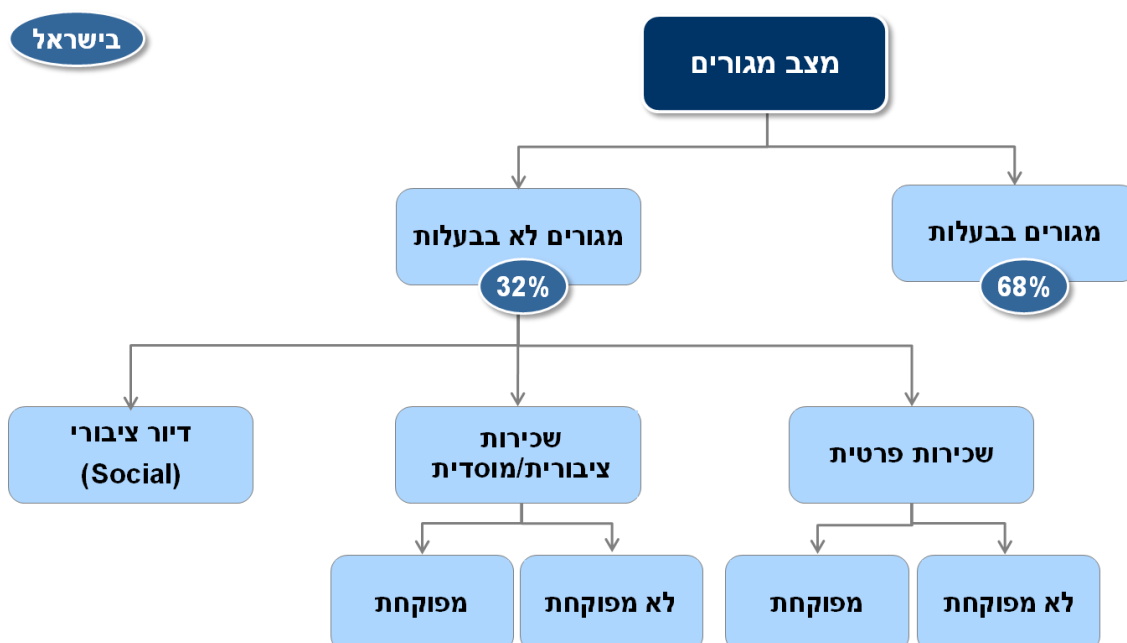 בישראל
מצב מגורים
מגורים בבעלות
68%
מגורים לא בבעלות
32%
שכירות פרטית
שכירות
ציבורית/מוסדית
דיור ציבורי
(Social)
לא מפוקחת
מפוקחת
לא מפוקחת
מפוקחת